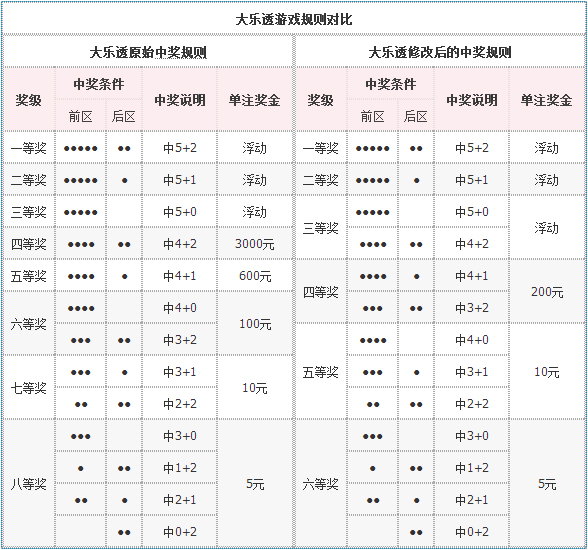 大乐透游戏规则对比
大乐透原始中奖规则 大乐透修改后的中奖规则
奖级 中奖条件 中奖说明 单注奖金 奖级 中奖条件 中奖说明 单注奖金
前区 后区 前区 后区
一等奖 ●●●●● ●● 中5+2 浮动 一等奖 ●●●●● ●● 中5+2 浮动
二等奖 ●●●●● ● 中5+1 浮动 二等奖 ●●●●● ● 中5+1 浮动
三等奖 ●●●●● 中5+0 浮动 三等奖 ●●●●● 中5+0 浮动
四等奖 ●●●● ●● 中4+2 3000元 ●●●● ●● 中4+2
五等奖 ●●●● ● 中4+1 600元 四等奖 ●●●● ● 中4+1 200元
六等奖 ●●●● 中4+0 100元 ●●● ●● 中3+2
●●● ●● 中3+2 五等奖 ●●●● 中4+0 10元
七等奖 ●●● ● 中3+1 10元 ●●● ● 中3+1
●● ●● 中2+2 ●● ●● 中2+2
八等奖 ●●● 中3+0 5元 六等奖 ●●● 中3+0 5元
● ●● 中1+2 ● ●● 中1+2
●● ● 中2+1 ●● ● 中2+1
●● 中0+2 ●● 中0+2